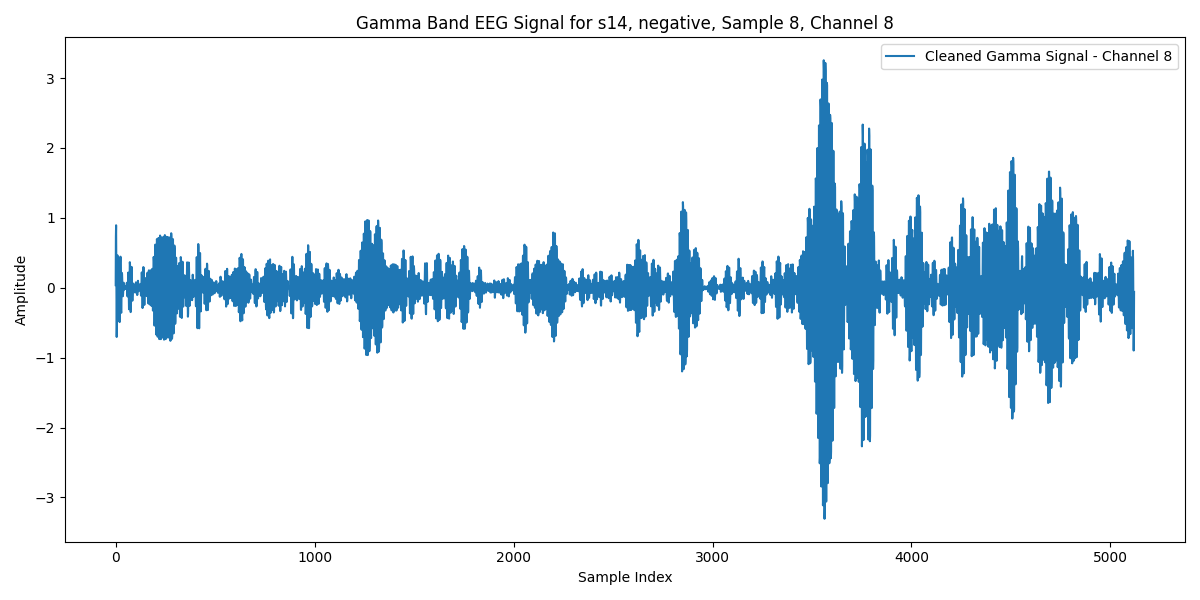 Gamma Band EEG Signal for s14, negative, Sample 8, Channel 8
Cleaned Gamma Signal - Channel 8
Amplitude
3
2
1
0
−1
−2
−3
0 1000 2000 3000 4000 5000
Sample Index